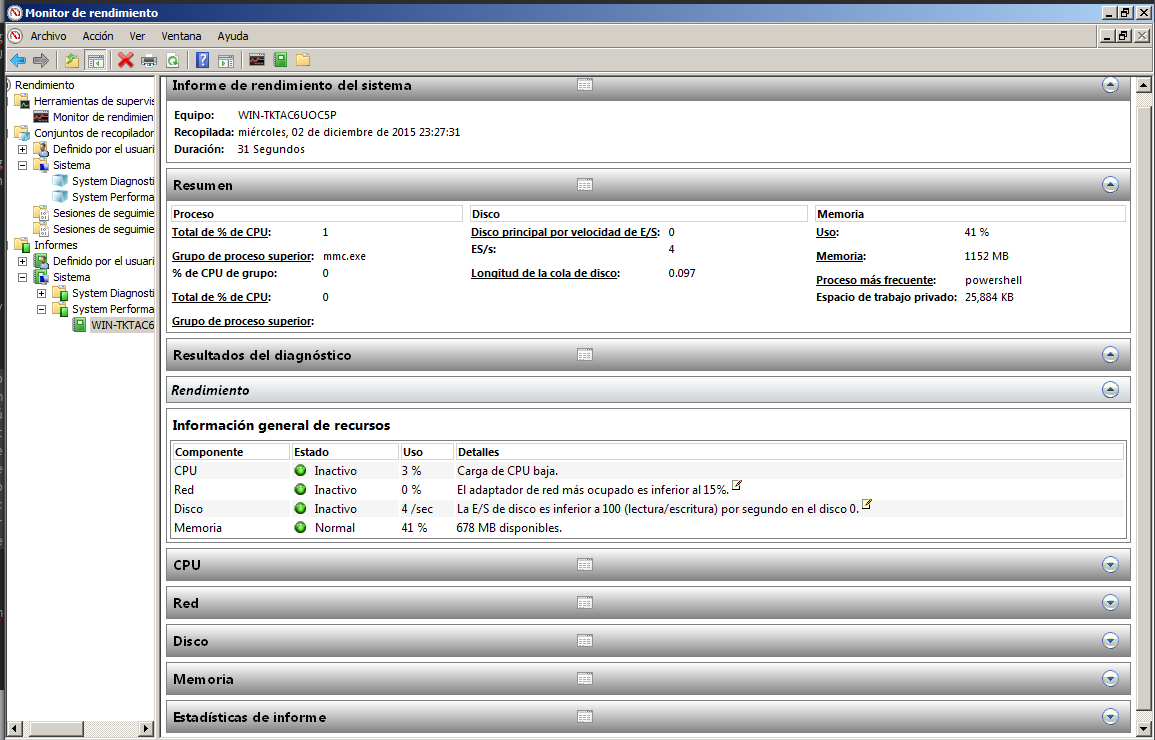 Monitor de rendimiento
Archivo Acción Ver Ventana Ayuda
Rendimiento
Herramientas de supervis
Monitor de rendimien
Conjuntos de recopilador
Definido por el usuari
Sistema
System Diagnosti
System Performa
Sesiones de seguimie
Sesiones de seguimie
Informes
Definido por el usuari
Sistema
System Diagnosti
System Performa
WIN-TKTAC6
Informe de rendimiento del sistema
Equipo: WIN-TKTAC6UOC5P
Recopilada: miércoles, 02 de diciembre de 2015 23:27:31
Duración: 31 Segundos
Resumen
Proceso
Total de % de CPU: 1
Grupo de proceso superior: mmc.exe
% de CPU de grupo: 0
Total de % de CPU: 0
Grupo de proceso superior:
Disco
Disco principal por velocidad de E/S: 0
ES/s: 4
Longitud de la cola de disco: 0.097
Memoria
Uso: 41 %
Memoria: 1152 MB
Proceso más frecuente: powershell
Espacio de trabajo privado: 25,884 KB
Resultados del diagnóstico
Rendimiento
Información general de recursos
Componente Estado Uso Detalles
CPU Inactivo 3 % Carga de CPU baja.
Red Inactivo 0 % El adaptador de red más ocupado es inferior al 15%.
Disco Inactivo 4 /sec La E/S de disco es inferior a 100 (lectura/escritura) por segundo en el disco 0.
Memoria Normal 41 % 678 MB disponibles.
CPU
Red
Disco
Memoria
Estadísticas de informe